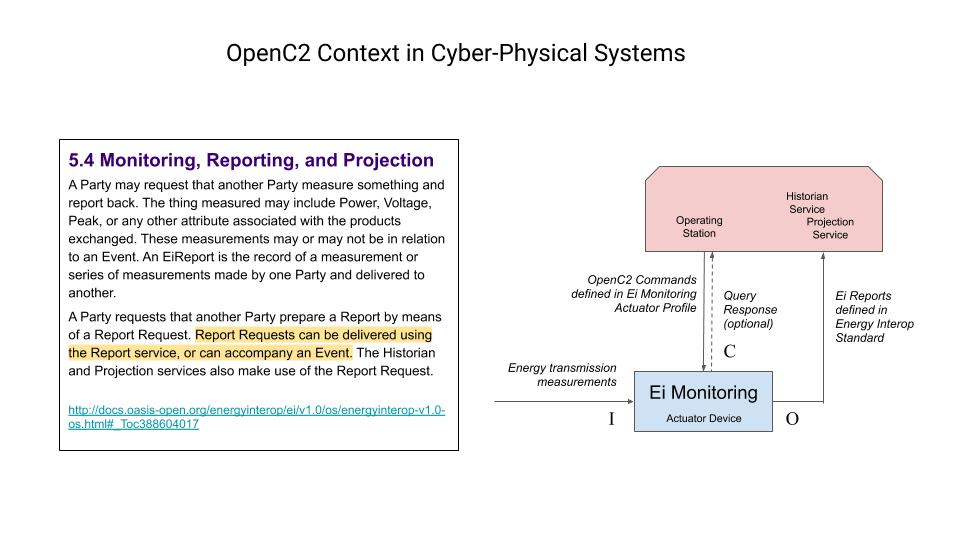 OpenC2 Context in Cyber-Physical Systems
5.4 Monitoring, Reporting, and Projection
A Party may request that another Party measure something and
report back. The thing measured may include Power, Voltage,
Peak, or any other attribute associated with the products
exchanged. These measurements may or may not be in relation
to an Event. An EiReport is the record of a measurement or
series of measurements made by one Party and delivered to
another.
A Party requests that another Party prepare a Report by means
of a Report Request. Report Requests can be delivered using
the Report service, or can accompany an Event. The Historian
and Projection services also make use of the Report Request.
http://docs.oasis-open.org/energyinterop/ei/v1.0/os/energyinterop-v1.0-
os.html#_Toc388604017
Operating
Station
Historian
Service
Projection
Service
OpenC2 Commands
defined in Ei Monitoring
Actuator Profile
Query
Response
(optional)
Ei Reports
defined in
Energy Interop
Standard
C
Energy transmission
measurements
I
Ei Monitoring
Actuator Device
O